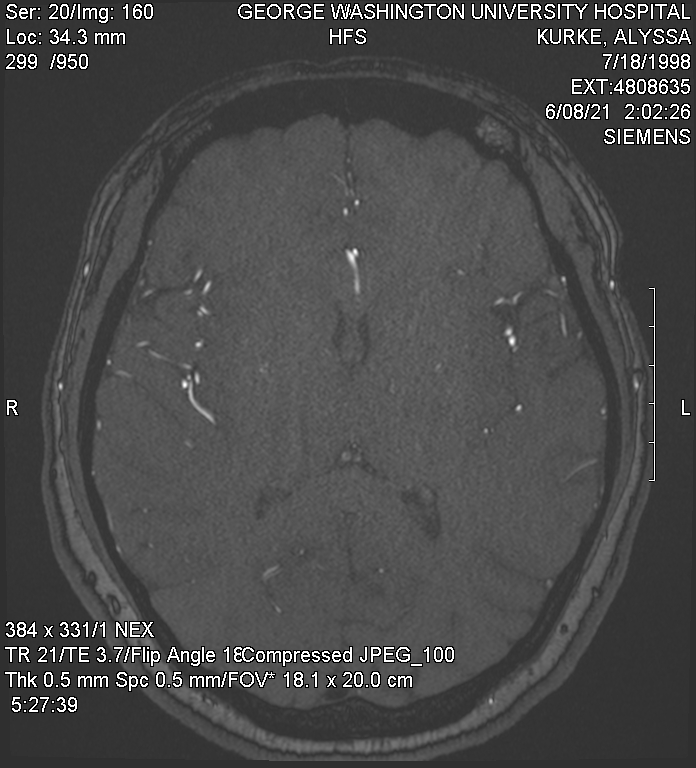 Ser: 20/Img: 160
Loc: 34.3 mm
299 /950
HFS
GEORGE WASHINGTON UNIVERSITY HOSPITAL
KURKE, ALYSSA
7/18/1998
EXT:4808635
6/08/21 2:02:26
SIEMENS
R
L
384 x 331/1 NEX
TR 21/TE 3.7/Flip Angle 18Compressed JPEG_100
Thk 0.5 mm Spc 0.5 mm/FOV* 18.1 x 20.0 cm
5:27:39